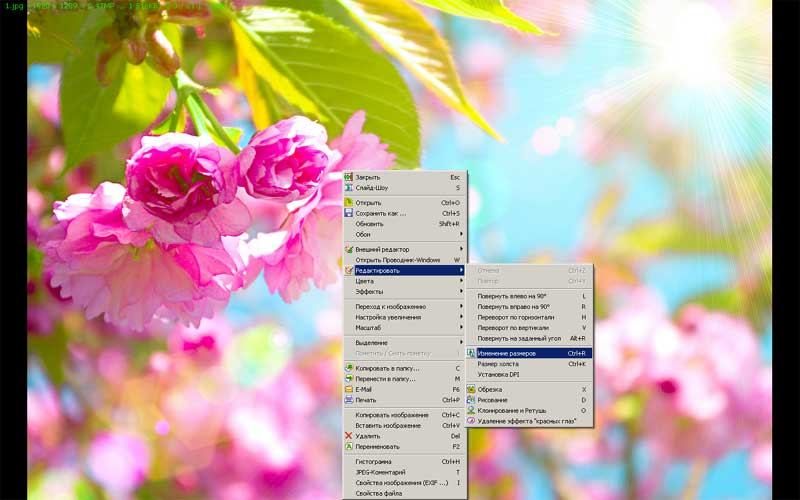 1.jpg
Закрыть Esc
Слайд-Шоу S
Открыть Ctrl+O
Сохранить как ... Ctrl+S
Обновить Shift+R
Обои
Внешний редактор
Открыть Проводник-Windows W
Редактировать
Цвета
Эффекты
Переход к изображению
Настройка увеличения
Масштаб
Выделение
Пометить / Снять пометку
Копировать в папку... C
Перенести в папку... M
E-Mail F6
Печать Ctrl+P
Копировать изображение Ctrl+C
Вставить изображение Ctrl+V
Удалить Del
Переименовать F2
Гистограмма Ctrl+H
JPEG-Коментарий T
Свойства изображения (EXIF ...) I
Свойства файла
Отмена Ctrl+Z
Повтор Ctrl+Y
Повернуть влево на 90° L
Повернуть вправо на 90° R
Переворот по горизонтали H
Переворот по вертикали V
Повернуть на заданный угол Alt+R
Изменение размеров Ctrl+R
Размер холста Ctrl+K
Установка DPI
Обрезка X
Рисование D
Клонирование и Ретушь O
Удаление эффекта "красных глаз"